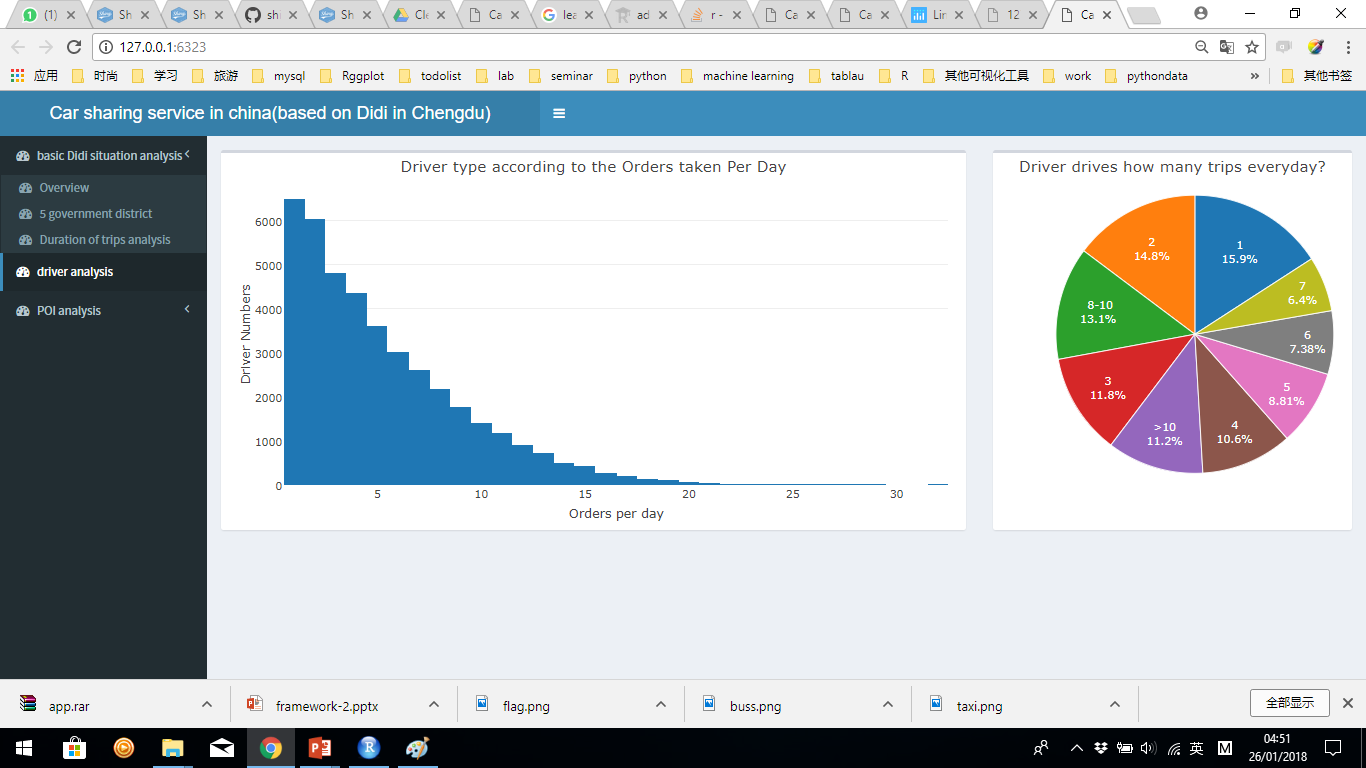 (1)
Sh
Sh
shi
Sh
Cle
Ca
lea
ad
r -
Ca
Ca
Lir
12
Ca
127.0.0.1:6323
应用
时尚
学习
旅游
mysql
Rggplot
todolist
lab
seminar
python
machine learning
tablau
R
其他可视化工具
work
pythondata
»
其他书签
Car sharing service in china(based on Didi in Chengdu)
basic Didi situation analysis
Overview
5 government district
Duration of trips analysis
driver analysis
POI analysis
Driver type according to the Orders taken Per Day
6000
5000
4000
3000
2000
1000
0
Driver Numbers
5
10
15
20
25
30
Orders per day
Driver drives how many trips everyday?
1
15.9%
7
6.4%
6
7.38%
5
8.81%
4
10.6%
>10
11.2%
3
11.8%
8-10
13.1%
2
14.8%
app.rar
framework-2.pptx
flag.png
buss.png
taxi.png
全部显示
英
M
04:51
26/01/2018